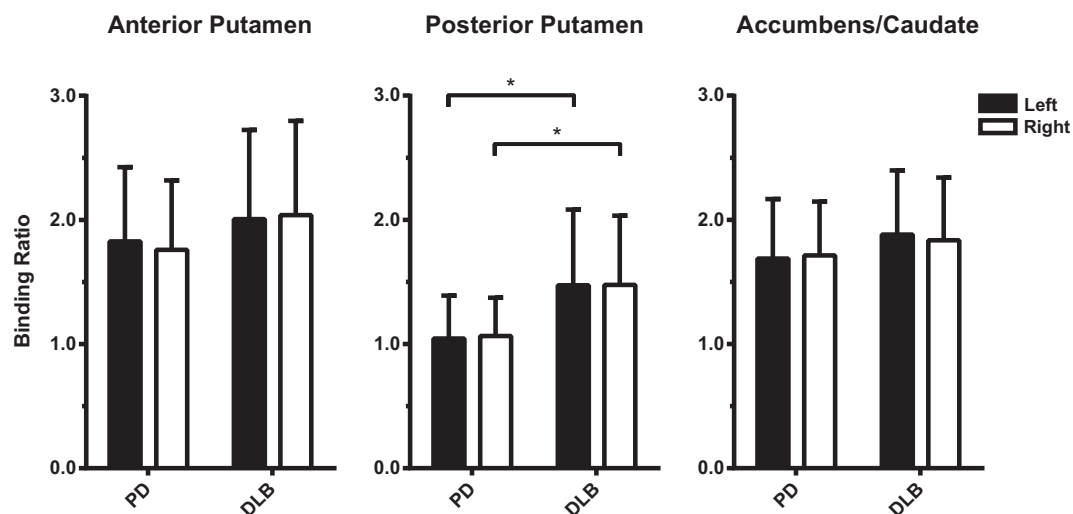 Anterior Putamen
Posterior Putamen
Accumbens/Caudate
Binding Ratio
3.0
2.0
1.0
0.0
PD
DLB
3.0
2.0
1.0
0.0
*
*
PD
DLB
3.0
2.0
1.0
0.0
PD
DLB
Left
Right